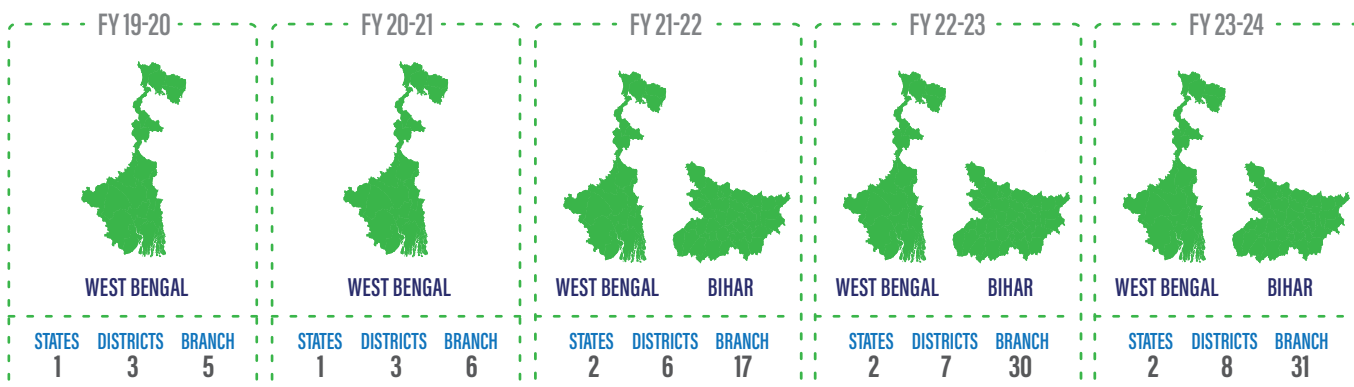 FY 19-20
WEST BENGAL
STATES DISTRICTS BRANCH
1 3 5
FY 20-21
WEST BENGAL
STATES DISTRICTS BRANCH
1 3 6
FY 21-22
WEST BENGAL BIHAR
STATES DISTRICTS BRANCH
2 6 17
FY 22-23
WEST BENGAL BIHAR
STATES DISTRICTS BRANCH
2 7 30
FY 23-24
WEST BENGAL BIHAR
STATES DISTRICTS BRANCH
2 8 31